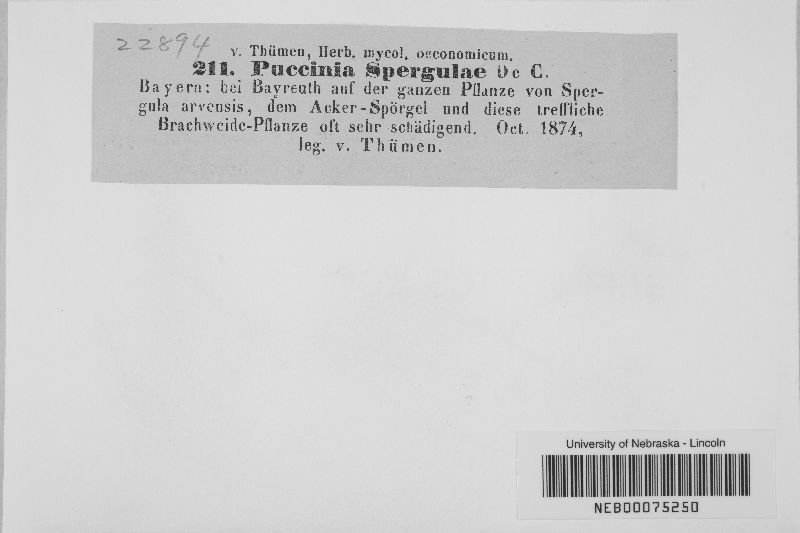 22894
v. Thümen, Herb. mycol. oeconomicum.
211. Puccinia Spergulae De C.
Bayern: bei Bayreuth auf der ganzen Pflanze von Sper-
gula arvensis, dem Acker-Spörgel und diese treffliche
Brachweide-Pflanze oft sehr schädigend. Oct. 1874,
leg. v. Thümen.
University of Nebraska - Lincoln
NEB00075250